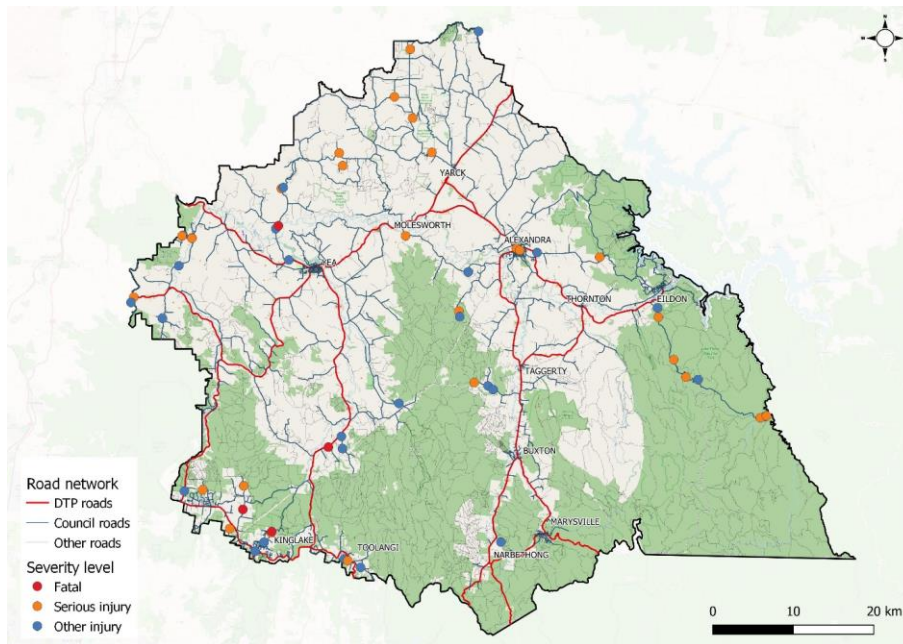 N
YARCK
MOLESWORTH
ALEXANDRA
EA
THORNTON
EILDON
TAGGERTY
BUXTON
MARYSVILLE
KINGLAKE
TOOLANGI
NARBETHONG
Road network
DTP roads
Council roads
Other roads
Severity level
Fatal
Serious injury
Other injury
0 10 20 km